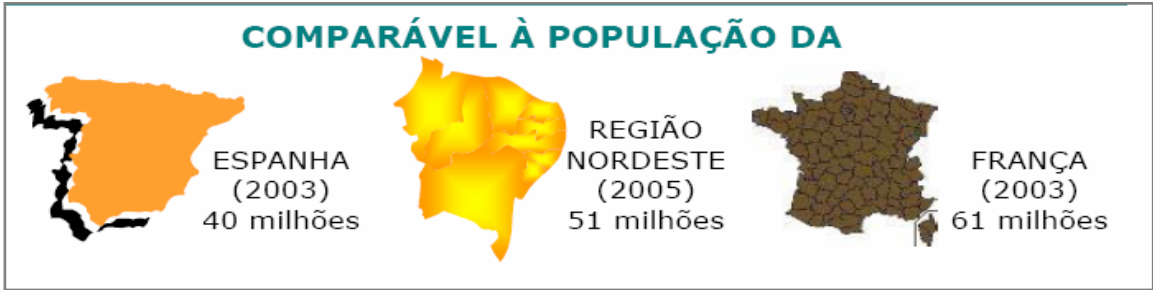 COMPARÁVEL À POPULAÇÃO DA
ESPANHA
(2003)
40 milhões
REGIÃO
NORDESTE
(2005)
51 milhões
FRANÇA
(2003)
61 milhões